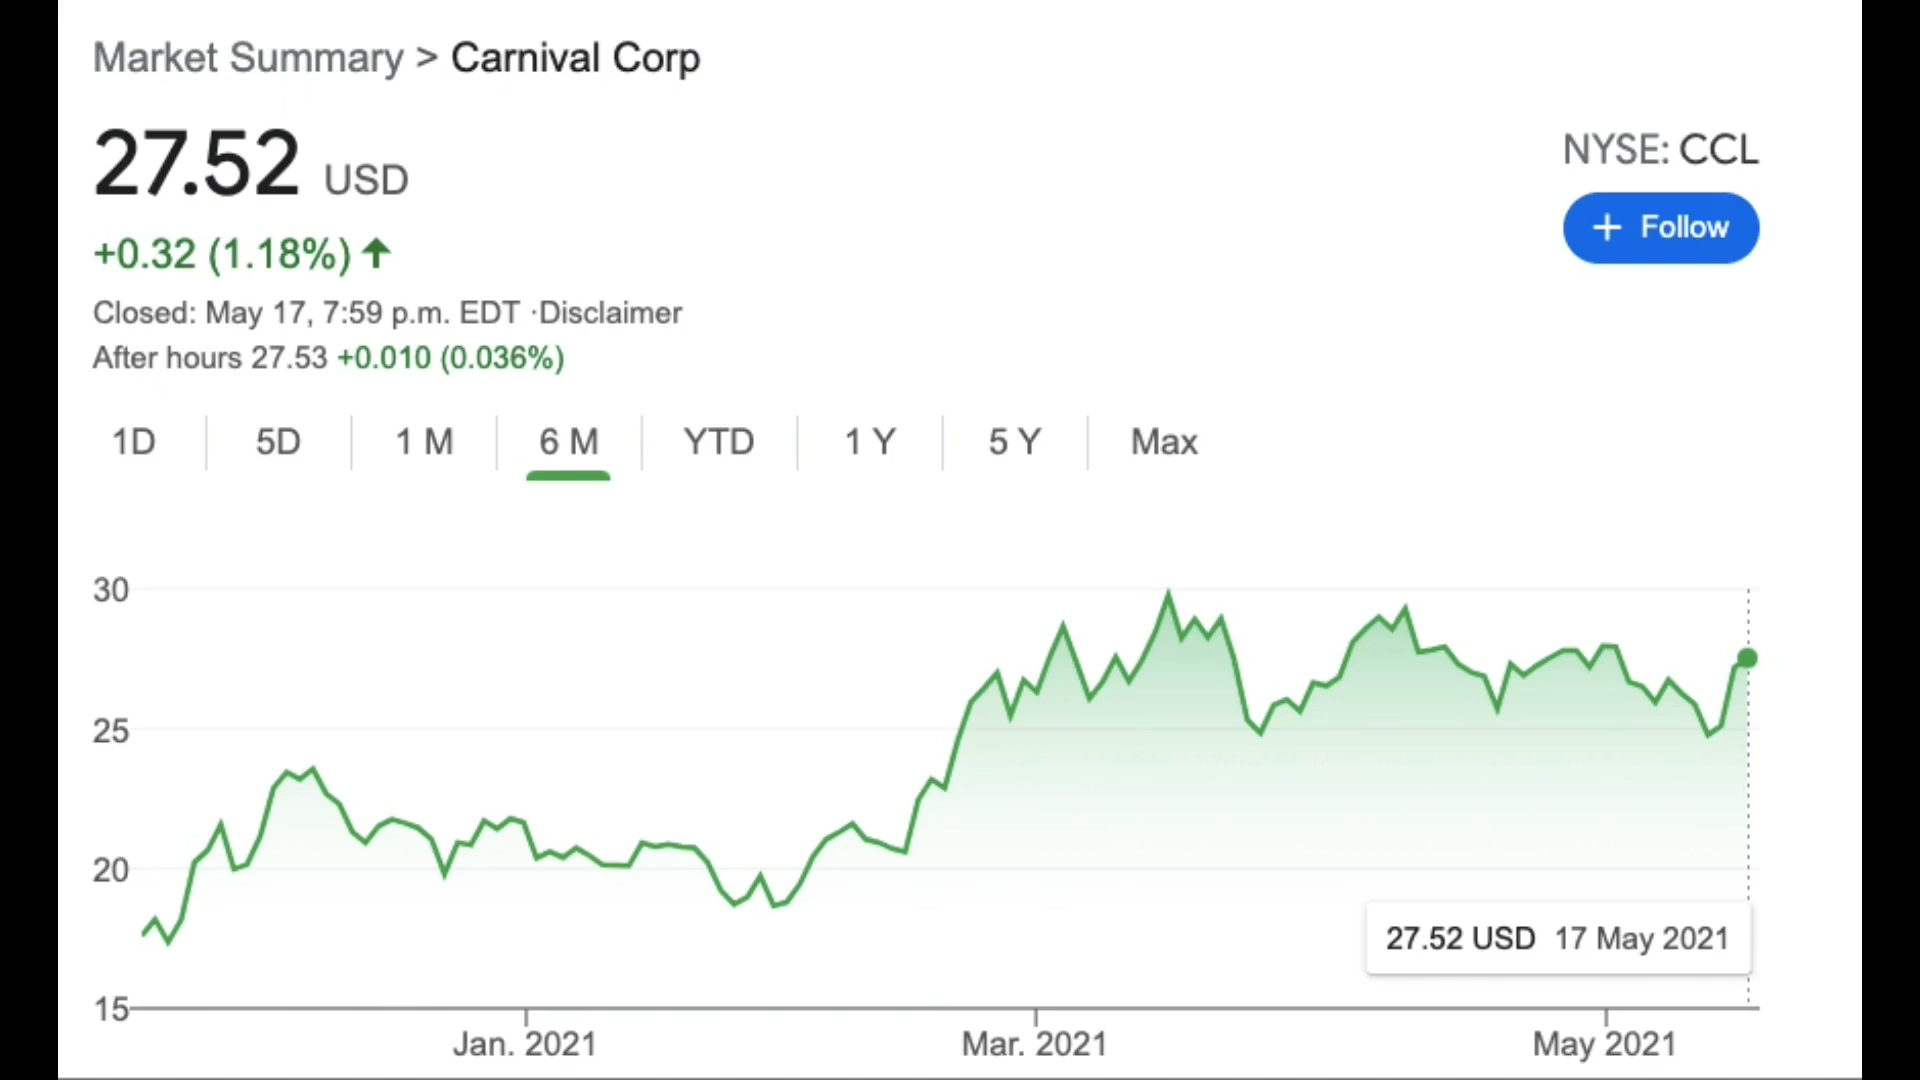 Market Summary > Carnival Corp
27.52 USD
NYSE: CCL
+ Follow
+0.32 (1.18%)
Closed: May 17, 7:59 p.m. EDT ·Disclaimer
After hours 27.53 +0.010 (0.036%)
1D 5D 1 M 6 M YTD 1 Y 5 Y Max
30
25
20
27.52 USD 17 May 2021
15
Jan. 2021 Mar. 2021 May 2021